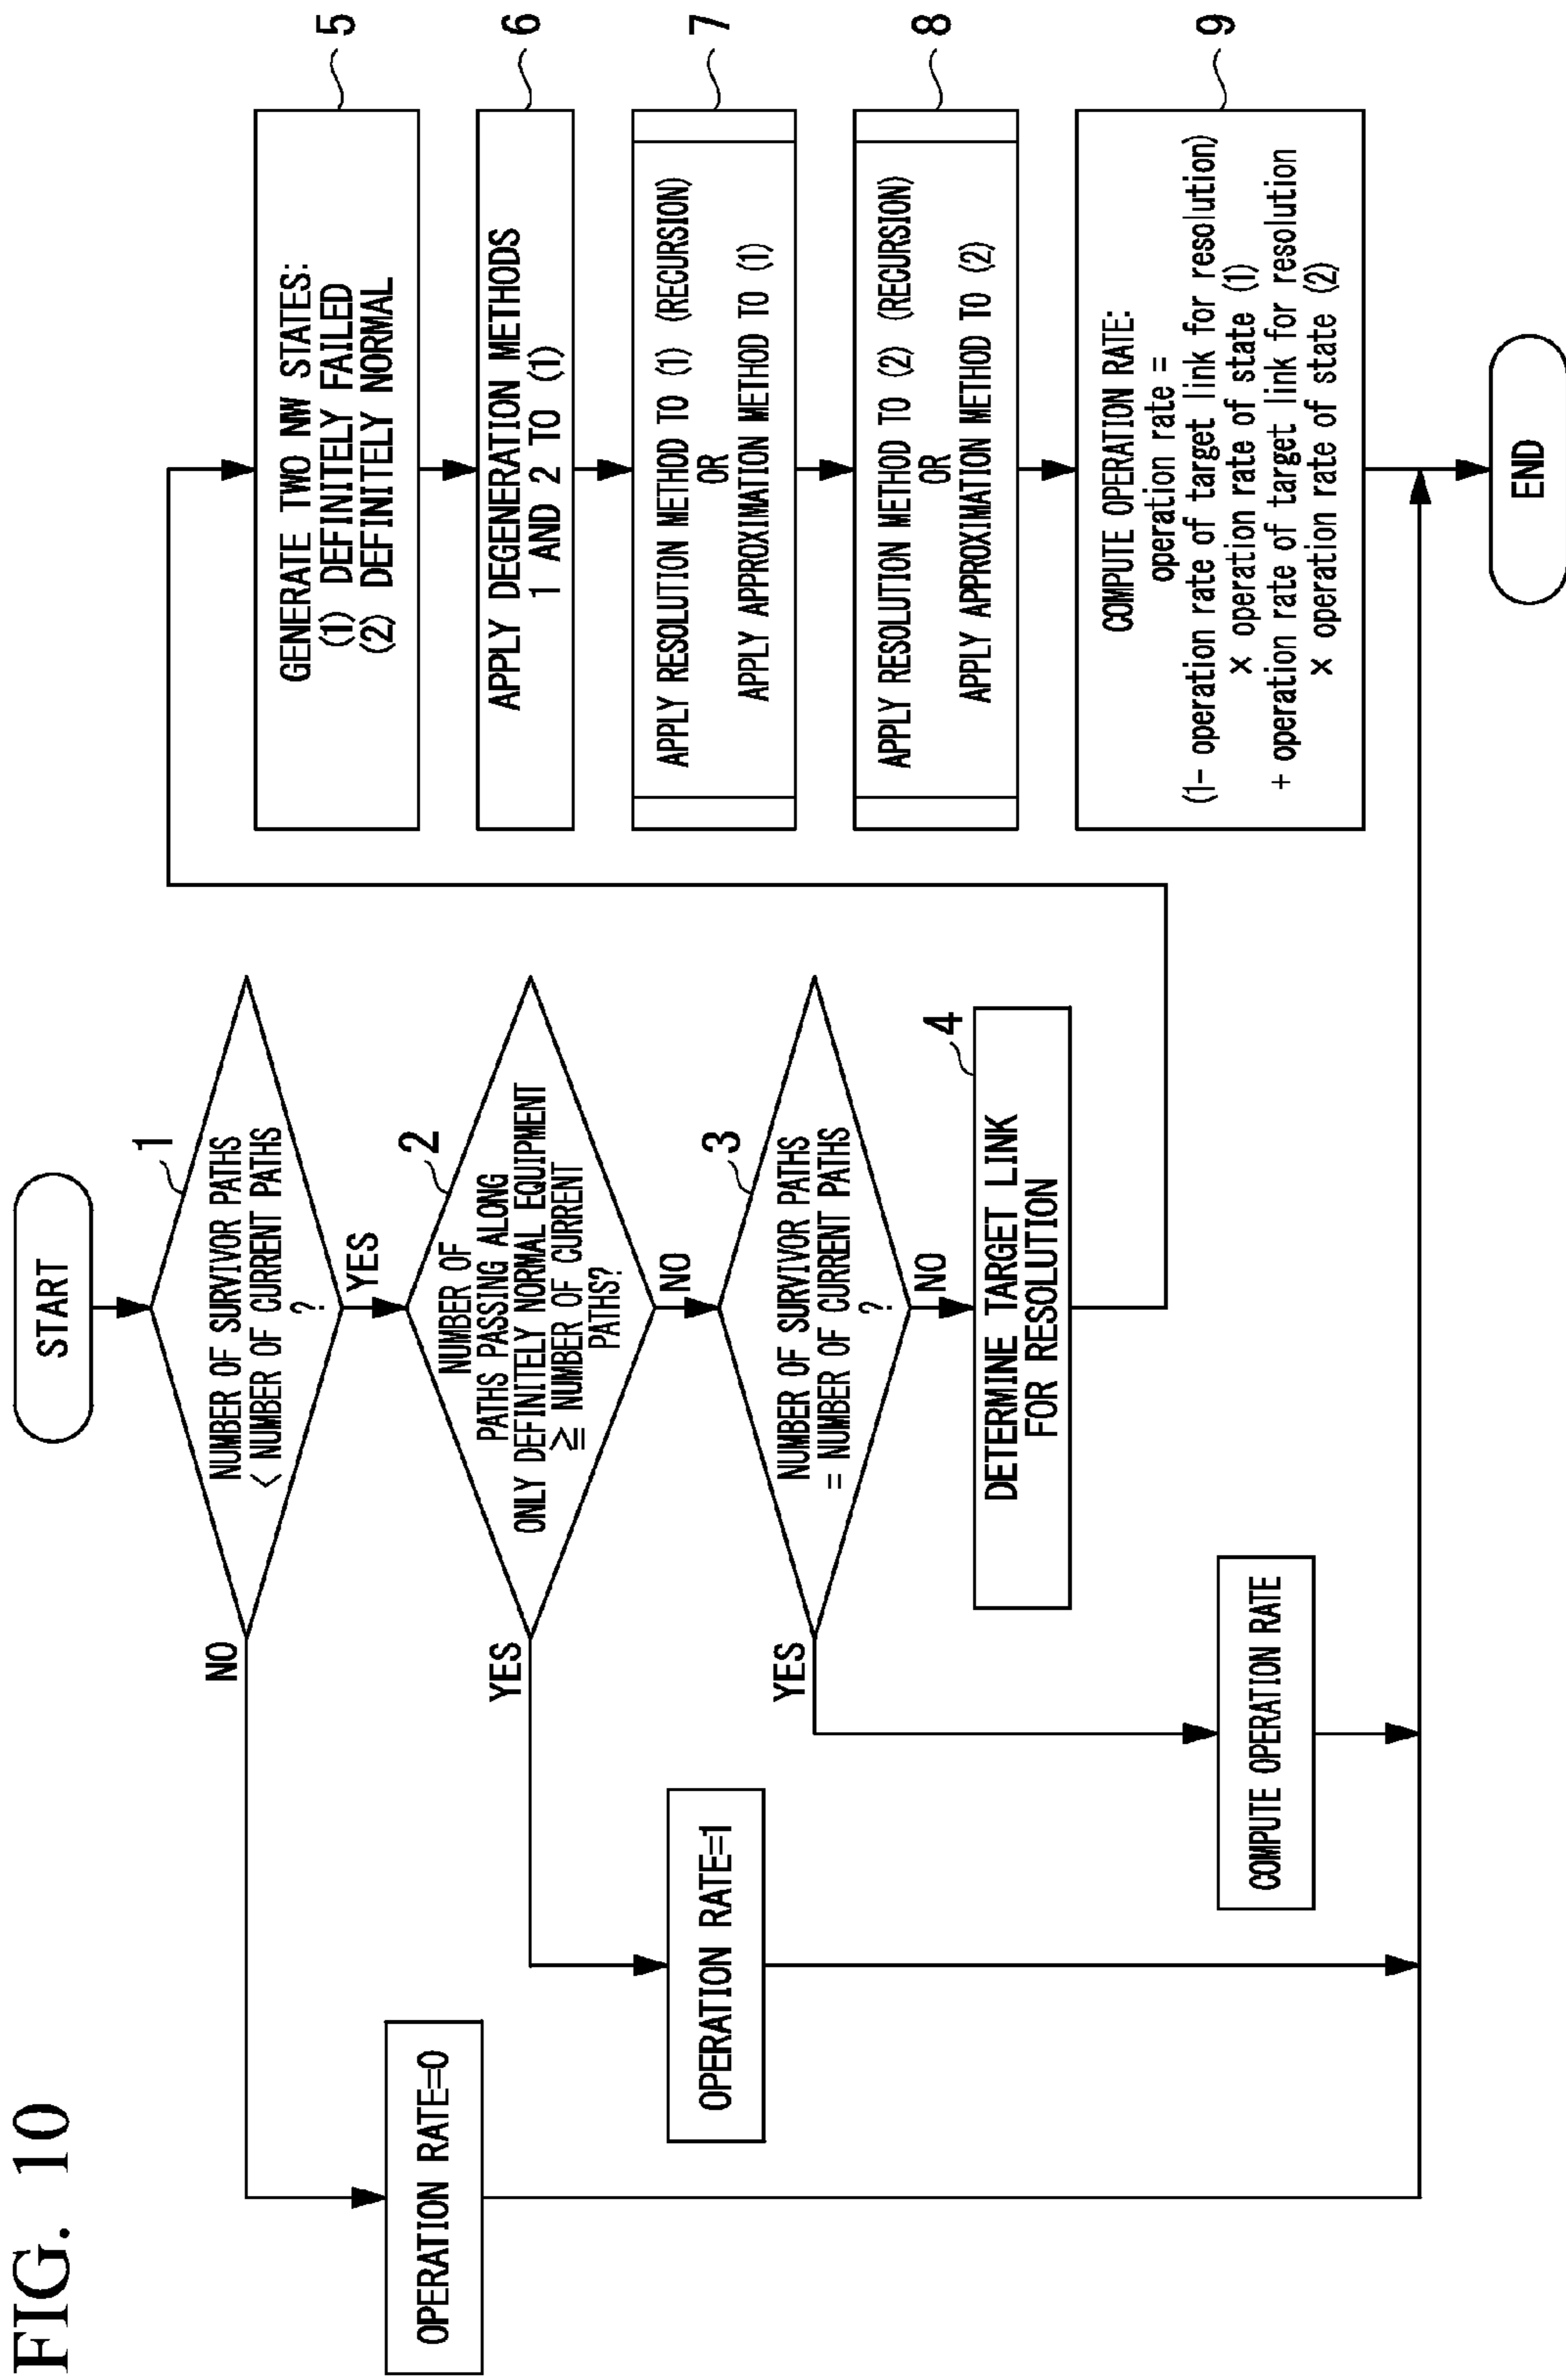 FIG. 10
START
1
NUMBER OF SURVIVOR PATHS
< NUMBER OF CURRENT PATHS
?
NO
YES
OPERATION RATE=0
2
NUMBER OF
PATHS PASSING ALONG
ONLY DEFINITELY NORMAL EQUIPMENT
≧ NUMBER OF CURRENT
PATHS?
YES
NO
OPERATION RATE=1
3
NUMBER OF SURVIVOR PATHS
= NUMBER OF CURRENT PATHS
?
YES
NO
COMPUTE OPERATION RATE
4
DETERMINE TARGET LINK
FOR RESOLUTION
5
GENERATE TWO NW STATES:
(1) DEFINITELY FAILED
(2) DEFINITELY NORMAL
6
APPLY DEGENERATION METHODS
1 AND 2 TO (1)
7
APPLY RESOLUTION METHOD TO (1) (RECURSION)
OR
APPLY APPROXIMATION METHOD TO (1)
8
APPLY RESOLUTION METHOD TO (2) (RECURSION)
OR
APPLY APPROXIMATION METHOD TO (2)
9
COMPUTE OPERATION RATE:
operation rate =
(1- operation rate of target link for resolution)
× operation rate of state (1)
+ operation rate of target link for resolution
× operation rate of state (2)
END